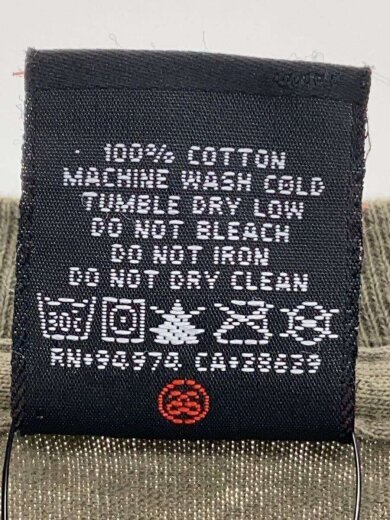 100% COTTON
MACHINE WASH COLD
TUMBLE DRY LOW
DO NOT BLEACH
DO NOT IRON
DO NOT DRY CLEAN
30C
RN+94974 CA+28629